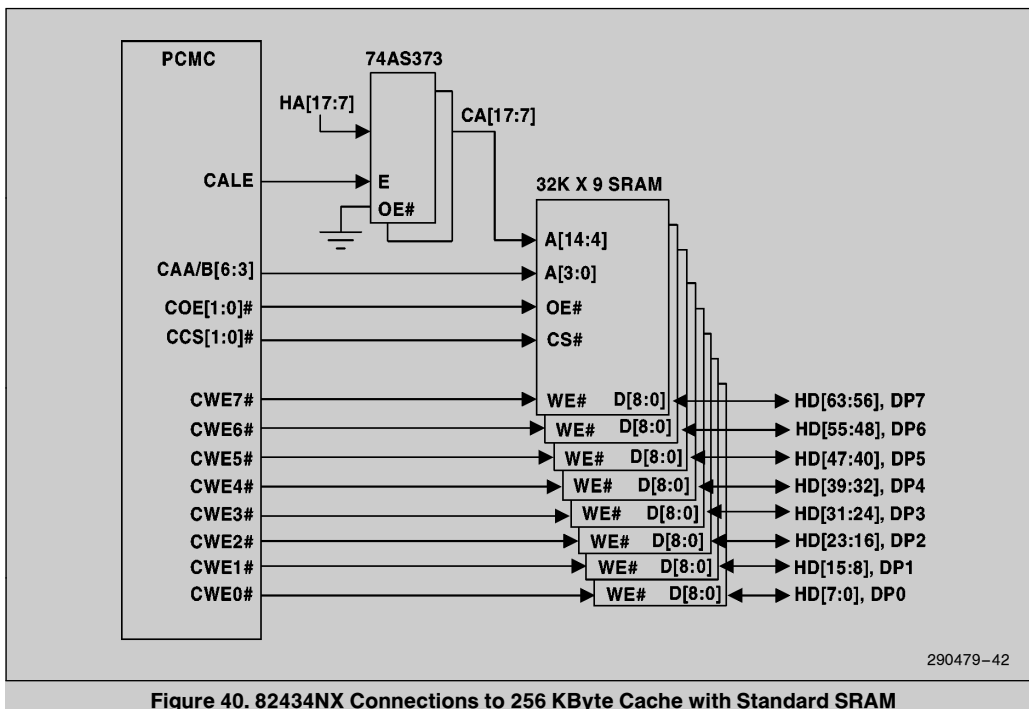 PCMC
74AS373
HA[17:7]
CA[17:7]
CALE
E
OE#
32K X 9 SRAM
A[14:4]
CAA/B[6:3]
A[3:0]
COE[1:0]#
OE#
CCS[1:0]#
CS#
CWE7#
WE# D[8:0]
HD[63:56], DP7
CWE6#
WE# D[8:0]
HD[55:48], DP6
CWE5#
WE# D[8:0]
HD[47:40], DP5
CWE4#
WE# D[8:0]
HD[39:32], DP4
CWE3#
WE# D[8:0]
HD[31:24], DP3
CWE2#
WE# D[8:0]
HD[23:16], DP2
CWE1#
WE# D[8:0]
HD[15:8], DP1
CWE0#
WE# D[8:0]
HD[7:0], DP0
290479–42
Figure 40. 82434NX Connections to 256 KByte Cache with Standard SRAM